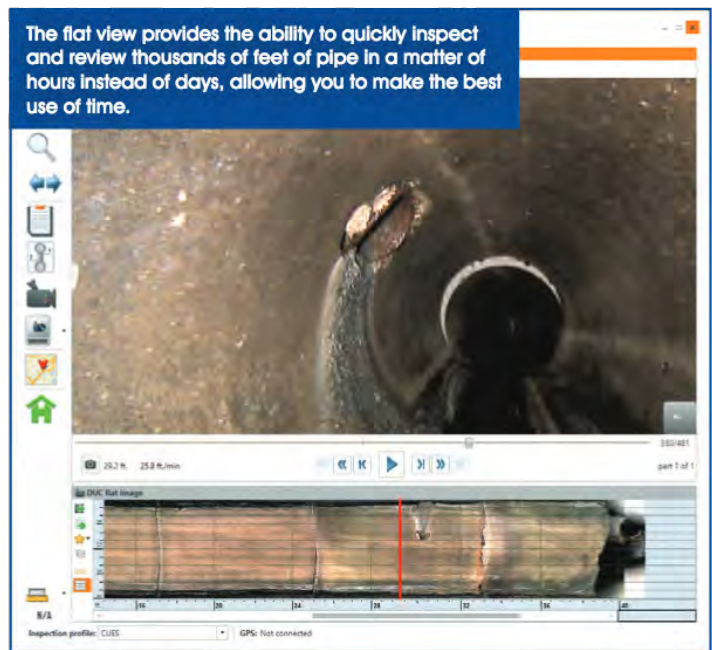 The flat view provides the ability to quickly inspect
and review thousands of feet of pipe in a matter of
hours instead of days, allowing you to make the best
use of time.
29.2 ft. 25.8 ft./min
part 1 of 1
DUC flat image
16 20 24 28 32 36 40
N/A
Inspection profile: CUES GPS: Not connected